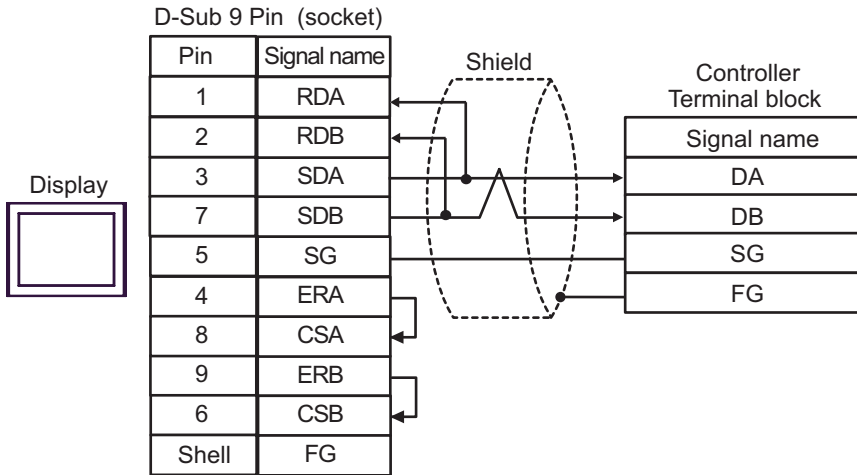 D-Sub 9 Pin (socket)
Pin Signal name
1 RDA
2 RDB
3 SDA
7 SDB
5 SG
4 ERA
8 CSA
9 ERB
6 CSB
Shell FG
Display
Shield
Controller
Terminal block
Signal name
DA
DB
SG
FG